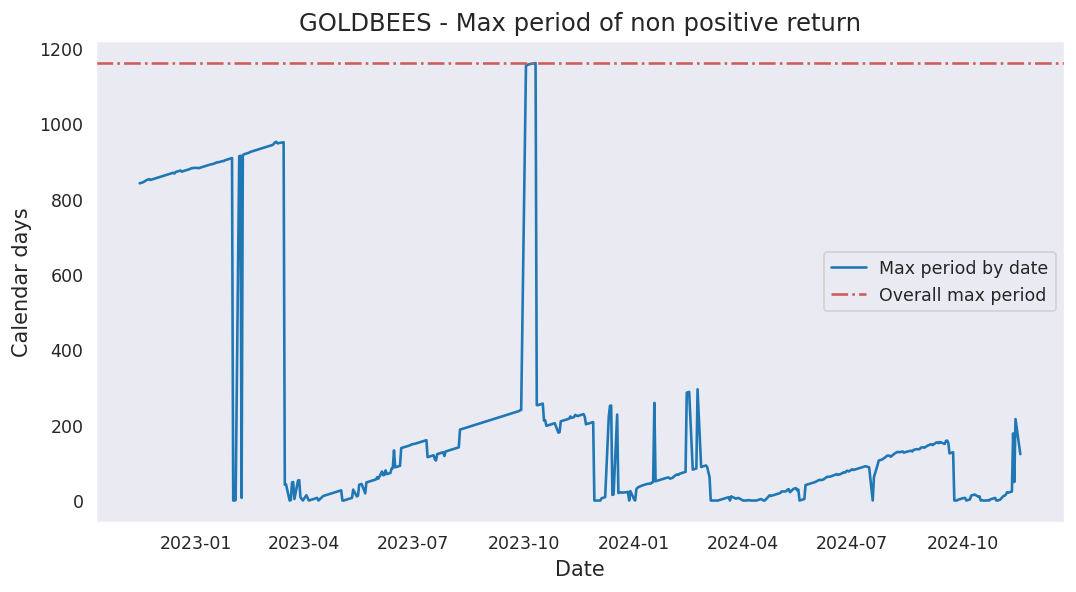 GOLDBEES - Max period of non positive return
1200
1000
800
600
400
200
0
Calendar days
Max period by date
Overall max period
2023-01 2023-04 2023-07 2023-10 2024-01 2024-04 2024-07 2024-10
Date